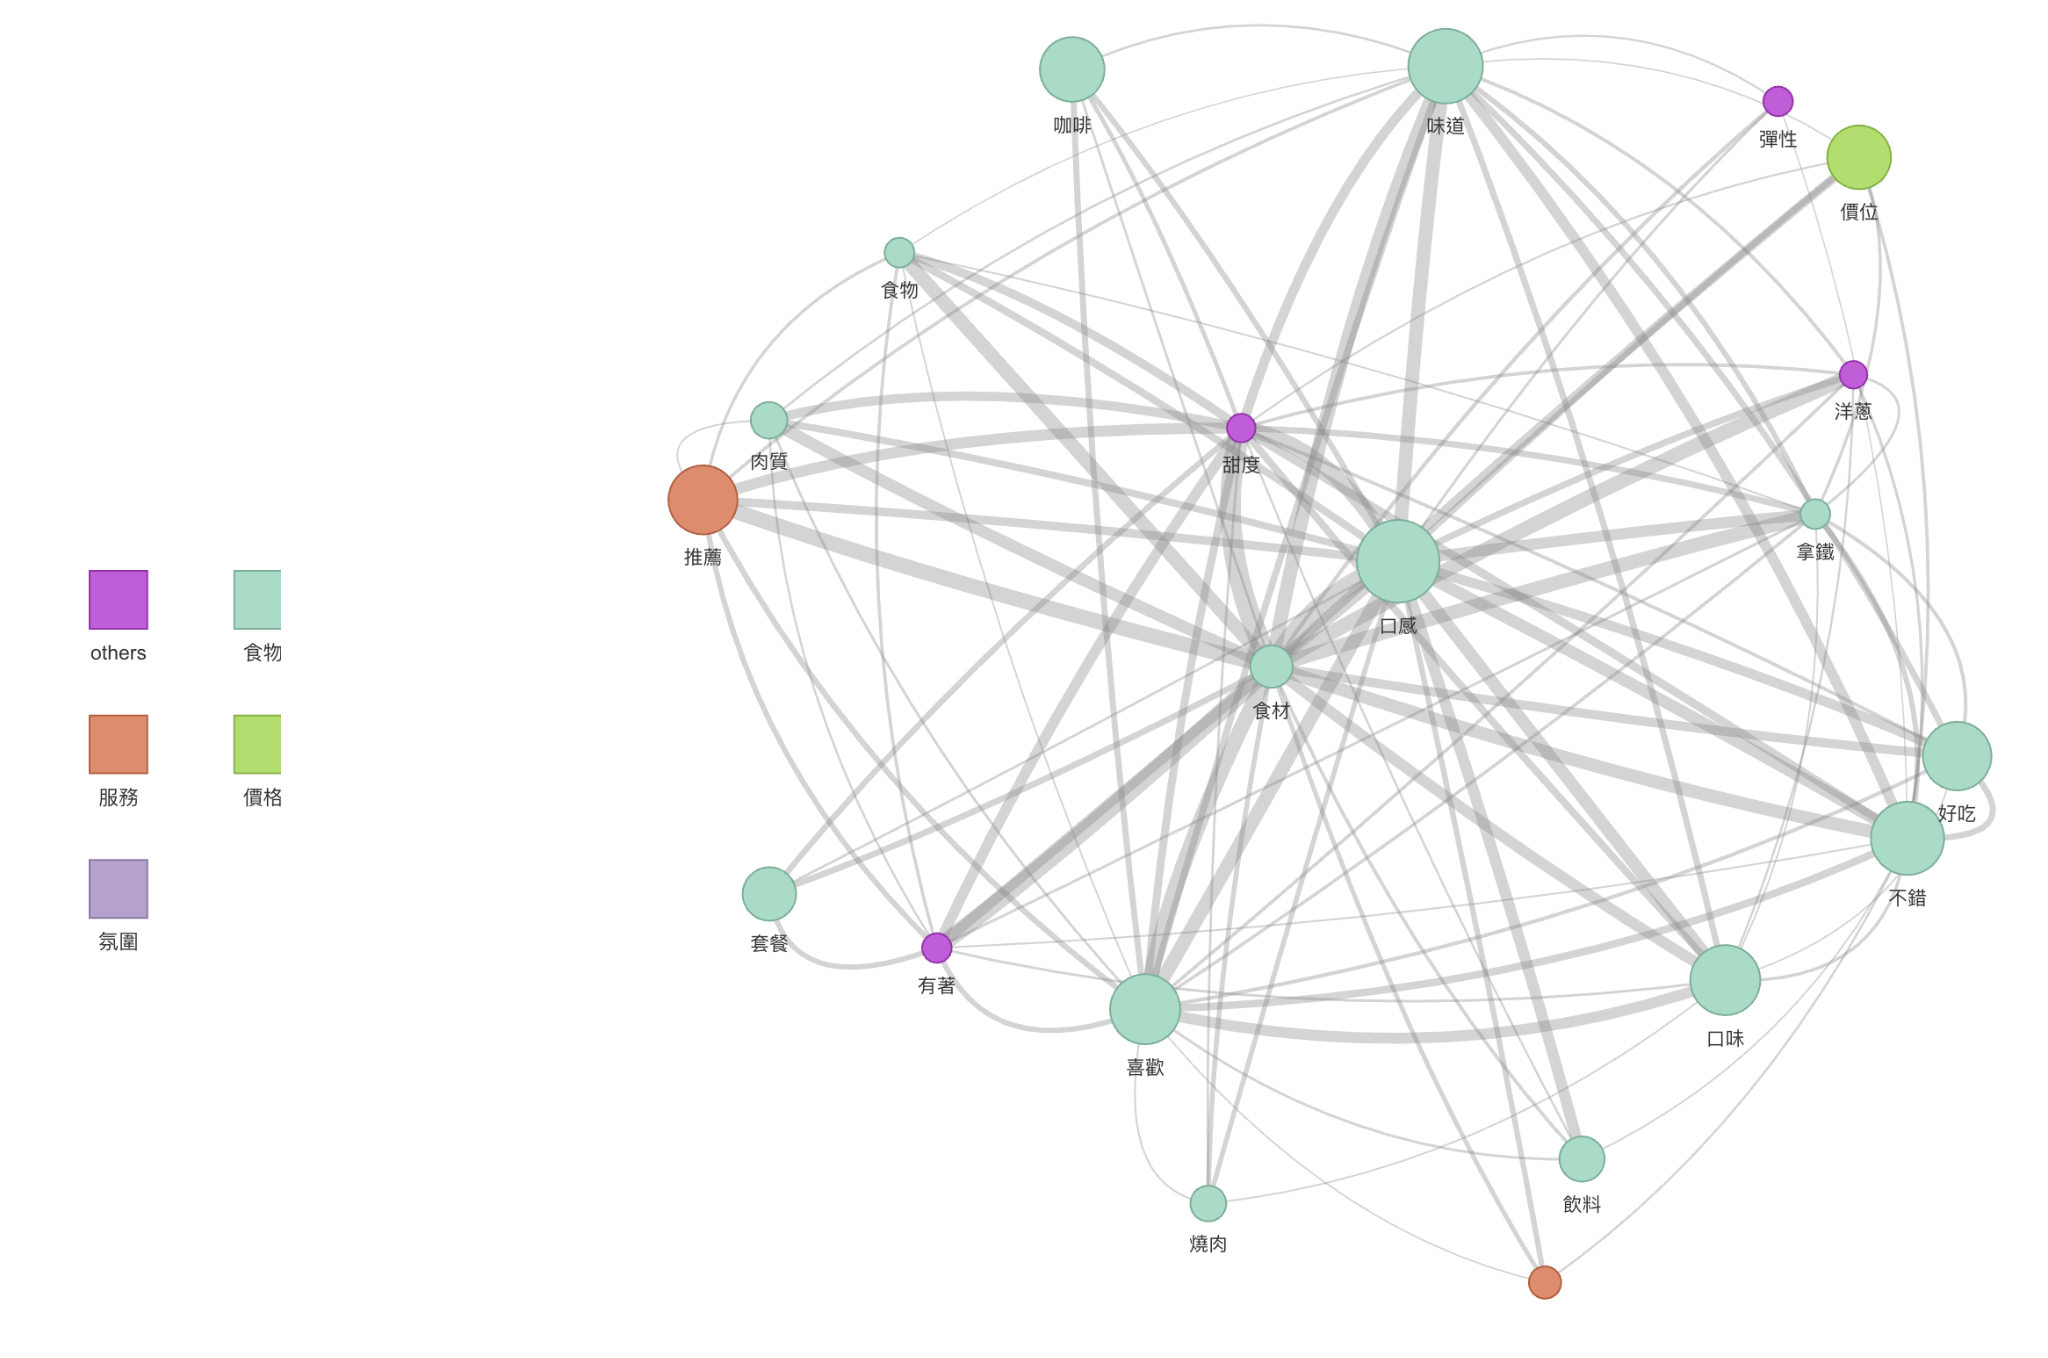 咖啡
味道
彈性
價位
食物
洋蔥
肉質
甜度
推薦
拿鐵
口感
others
食物
食材
服務
價格
好吃
不錯
氛圍
套餐
有著
口味
喜歡
飲料
燒肉